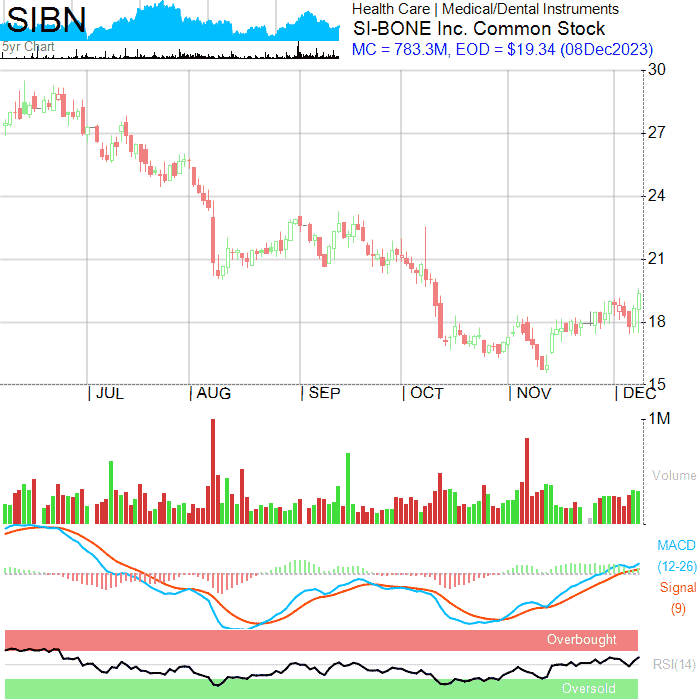 SIBN
5yr Chart
Health Care | Medical/Dental Instruments
SI-BONE Inc. Common Stock
MC = 783.3M, EOD = $19.34 (08Dec2023)
30
27
24
21
18
15
JUL AUG SEP OCT NOV DEC
1M
Volume
MACD
(12-26)
Signal
(9)
Overbought
RSI(14)
Oversold